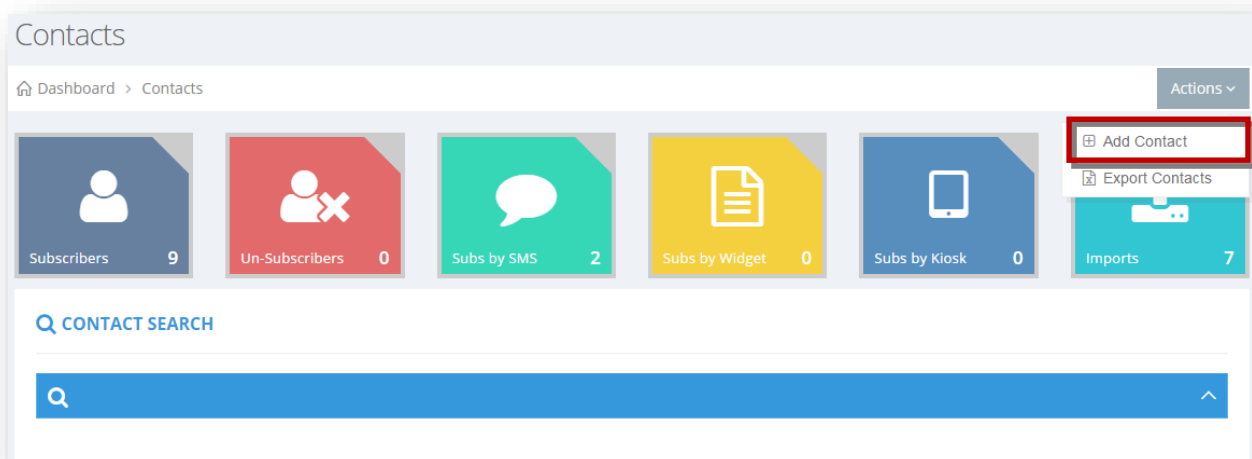 Contacts
Dashboard > Contacts
Actions
Add Contact
Export Contacts
Subscribers 9
Un-Subscribers 0
Subs by SMS 2
Subs by Widget 0
Subs by Kiosk 0
Imports 7
CONTACT SEARCH